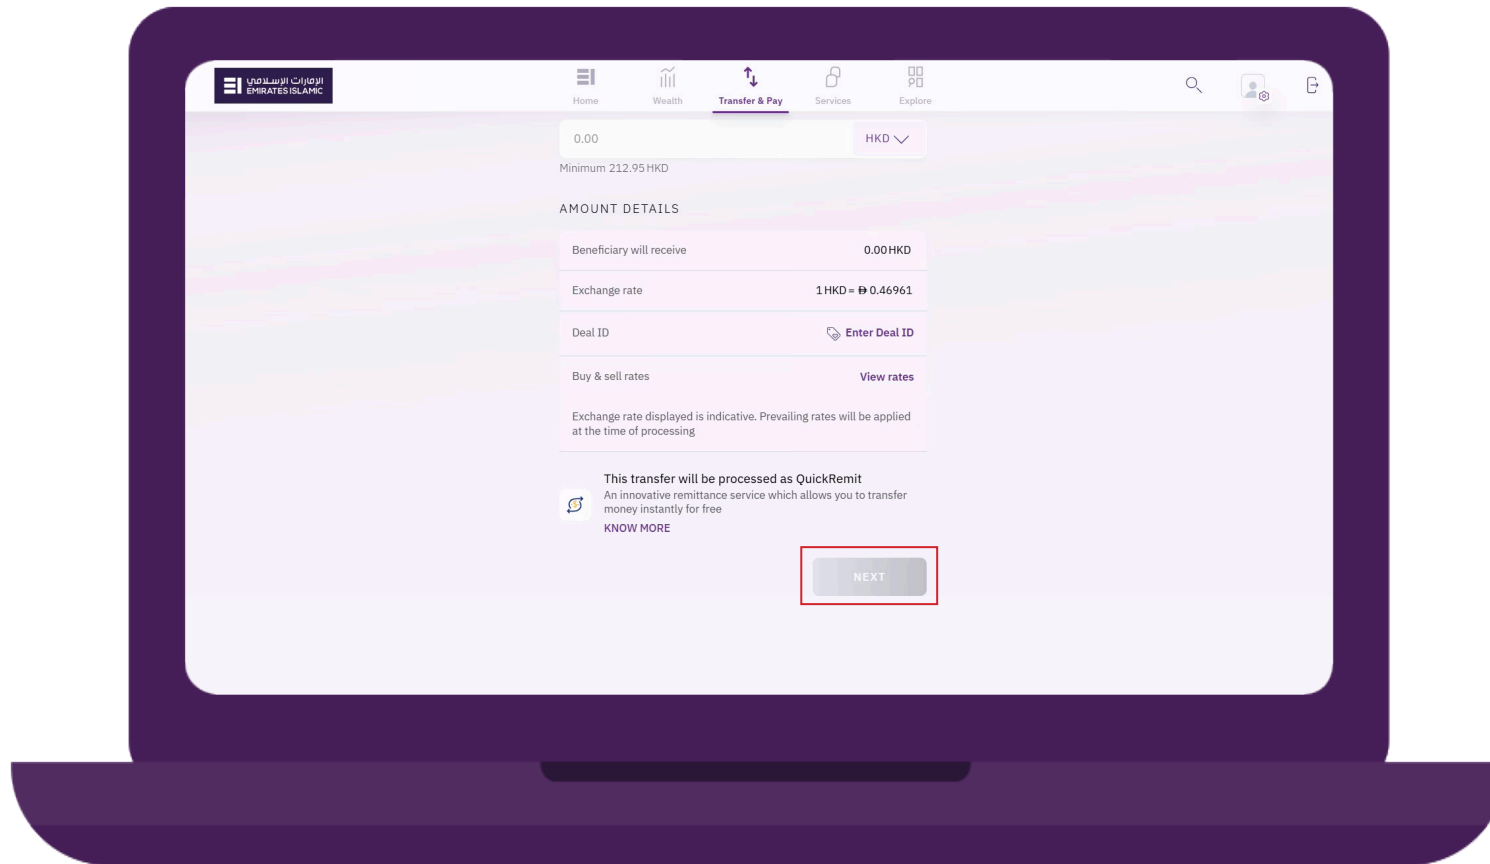 الإمارات الإسلامي
EMIRATES ISLAMIC
Home
Wealth
Transfer & Pay
Services
Explore
0.00
HKD
Minimum 212.95 HKD
AMOUNT DETAILS
Beneficiary will receive 0.00 HKD
Exchange rate 1 HKD = 0.46961
Deal ID Enter Deal ID
Buy & sell rates View rates
Exchange rate displayed is indicative. Prevailing rates will be applied
at the time of processing
This transfer will be processed as QuickRemit
An innovative remittance service which allows you to transfer
money instantly for free
KNOW MORE
NEXT